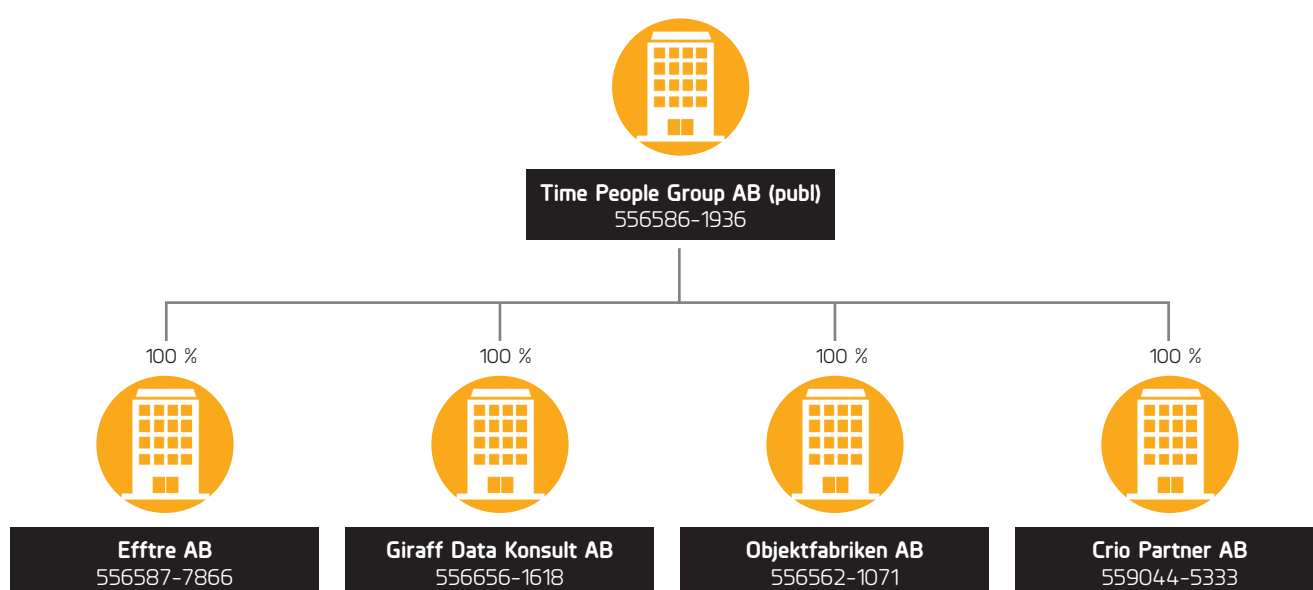 Time People Group AB (publ)
556586-1936
100 %
100 %
100 %
100 %
Efftre AB
556587-7866
Giraff Data Konsult AB
556656-1618
Objektfabriken AB
556562-1071
Crio Partner AB
559044-5333